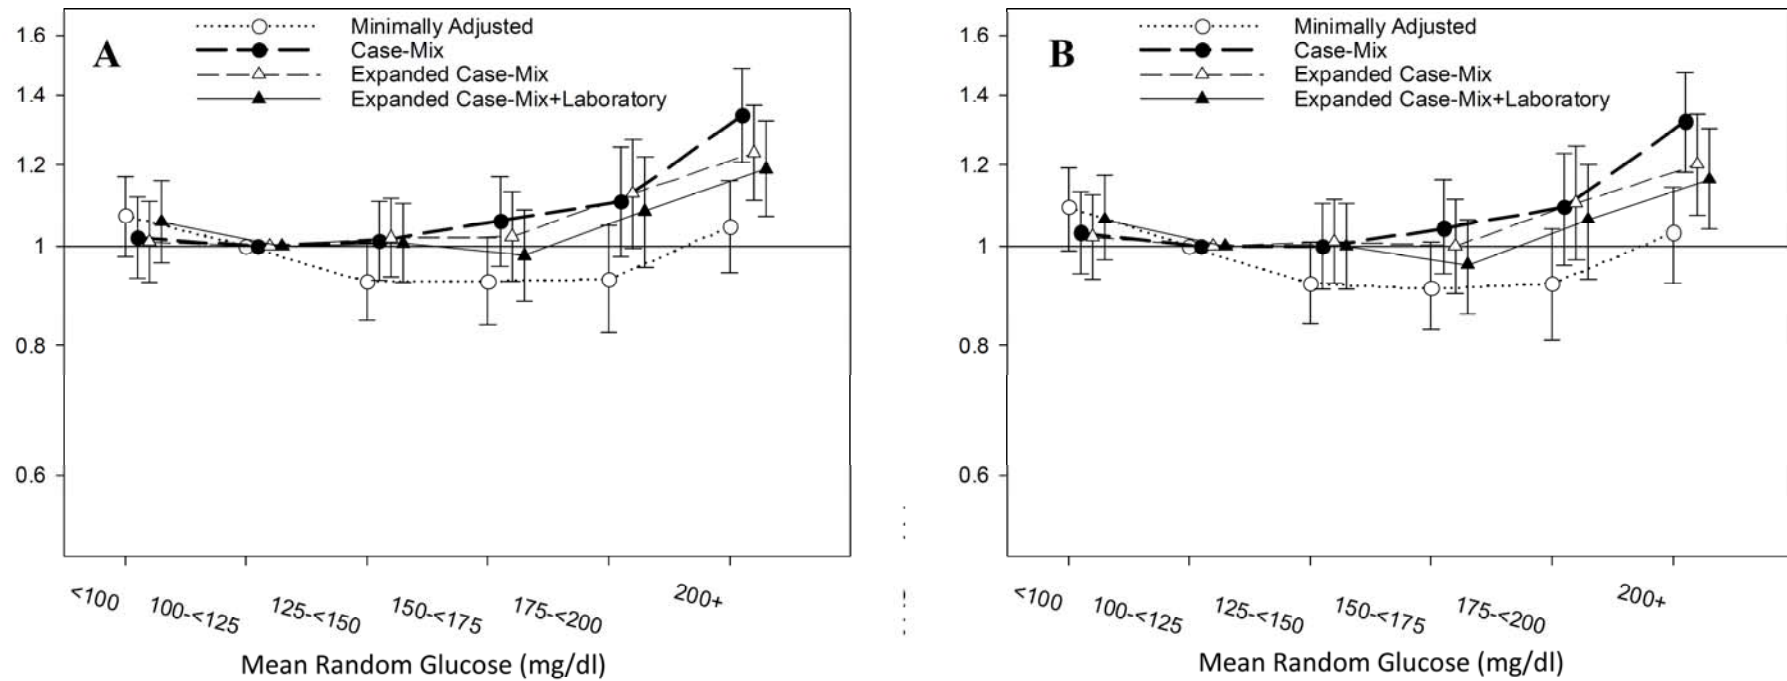 A
Minimally Adjusted
Case-Mix
Expanded Case-Mix
Expanded Case-Mix+Laboratory
1.6
1.4
1.2
1
0.8
0.6
<100
100-<125
125-<150
150-<175
175-<200
200+
Mean Random Glucose (mg/dl)
B
Minimally Adjusted
Case-Mix
Expanded Case-Mix
Expanded Case-Mix+Laboratory
1.6
1.4
1.2
1
0.8
0.6
<100
100-<125
125-<150
150-<175
175-<200
200+
Mean Random Glucose (mg/dl)